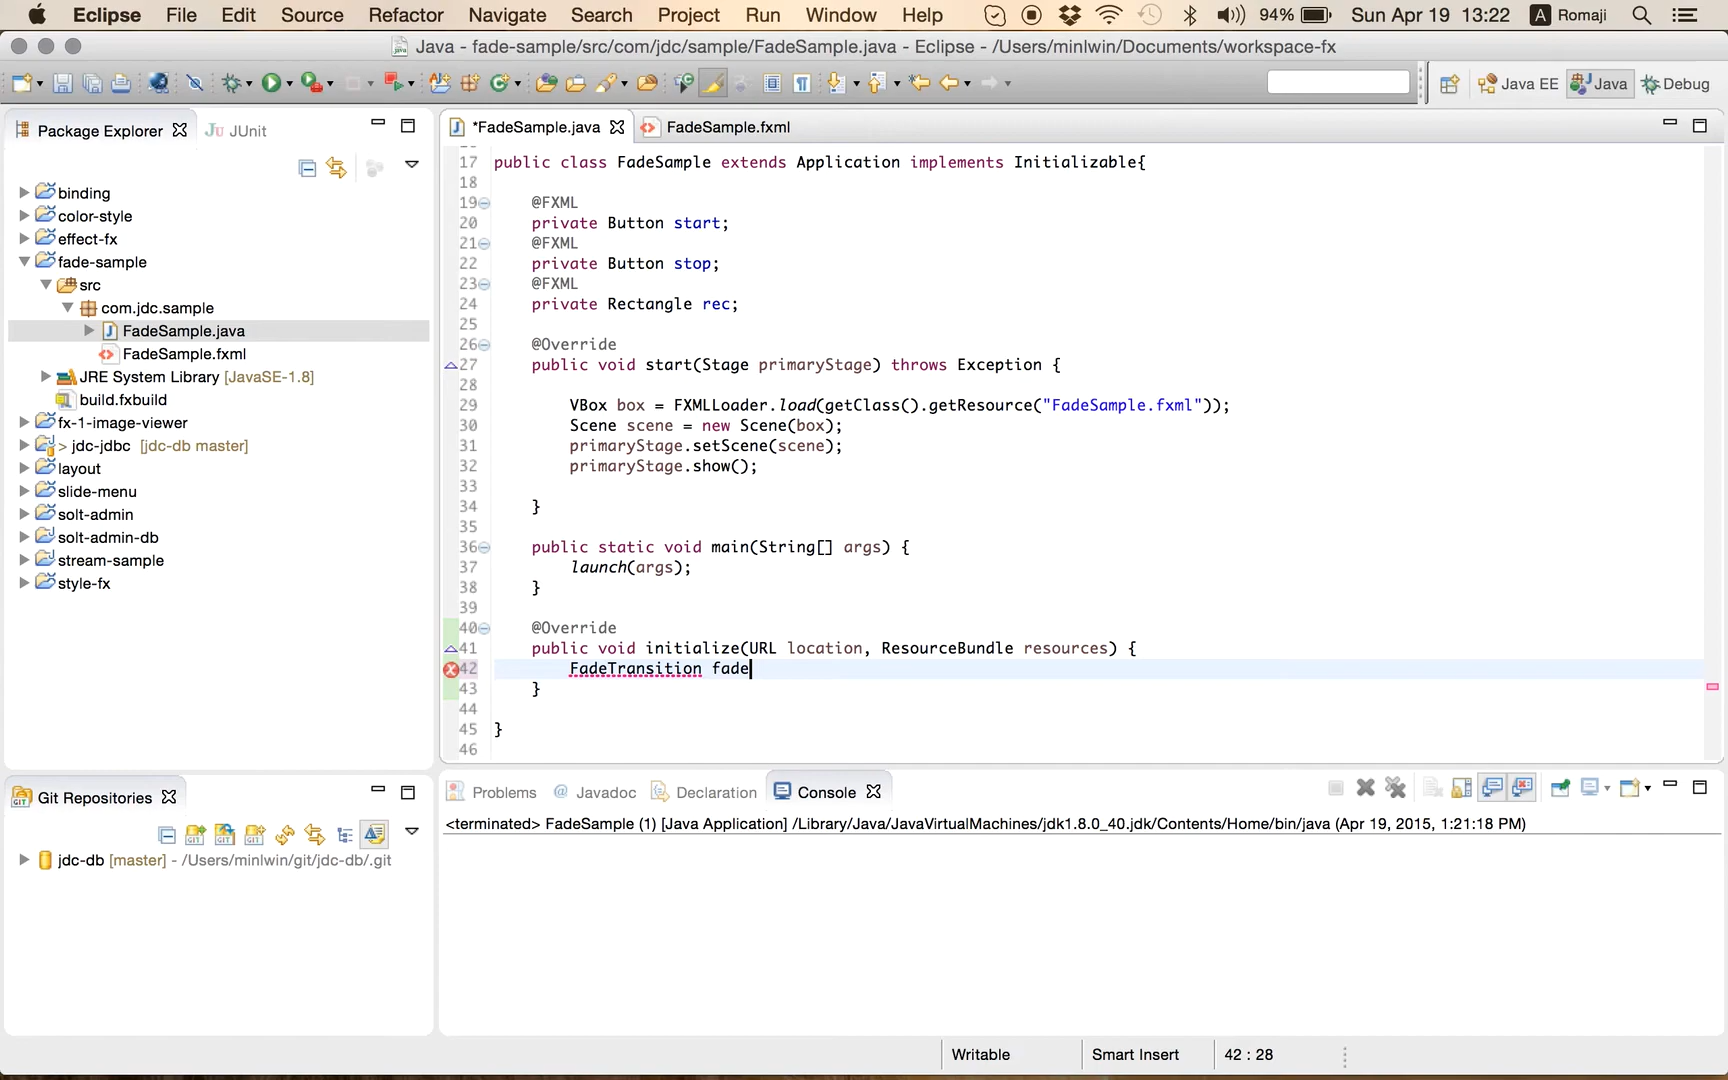 Eclipse File Edit Source Refactor Navigate Search Project Run Window Help 94% Sun Apr 19 13:22 A Romaji
Java - fade-sample/src/com/jdc/sample/FadeSample.java - Eclipse - /Users/minlwin/Documents/workspace-fx
Java EE Java Debug
Package Explorer JUnit
binding
color-style
effect-fx
fade-sample
src
com.jdc.sample
FadeSample.java
FadeSample.fxml
JRE System Library [JavaSE-1.8]
build.fxbuild
fx-1-image-viewer
> jdc-jdbc [jdc-db master]
layout
slide-menu
solt-admin
solt-admin-db
stream-sample
style-fx
Git Repositories
jdc-db [master] - /Users/minlwin/git/jdc-db/.git
*FadeSample.java FadeSample.fxml
17 public class FadeSample extends Application implements Initializable{
18
19 @FXML
20 private Button start;
21 @FXML
22 private Button stop;
23 @FXML
24 private Rectangle rec;
25
26 @Override
27 public void start(Stage primaryStage) throws Exception {
28
29 VBox box = FXMLLoader.load(getClass().getResource("FadeSample.fxml"));
30 Scene scene = new Scene(box);
31 primaryStage.setScene(scene);
32 primaryStage.show();
33
34 }
35
36 public static void main(String[] args) {
37 launch(args);
38 }
39
40 @Override
41 public void initialize(URL location, ResourceBundle resources) {
42 FadeTransition fade
43 }
44
45 }
46
Problems @ Javadoc Declaration Console
<terminated> FadeSample (1) [Java Application] /Library/Java/JavaVirtualMachines/jdk1.8.0_40.jdk/Contents/Home/bin/java (Apr 19, 2015, 1:21:18 PM)
Writable Smart Insert 42 : 28